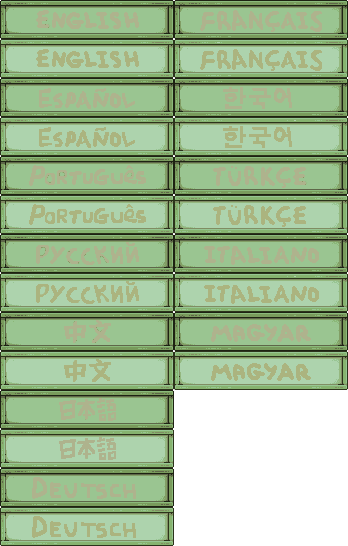 ENGLISH
ENGLISH
ESPAÑOL
ESPAÑOL
PORTUGUÊS
PORTUGUÊS
РУССКИЙ
РУССКИЙ
中文
中文
日本語
日本語
DEUTSCH
DEUTSCH
FRANÇAIS
FRANÇAIS
한국어
한국어
TÜRKÇE
TÜRKÇE
ITALIANO
ITALIANO
MAGYAR
MAGYAR